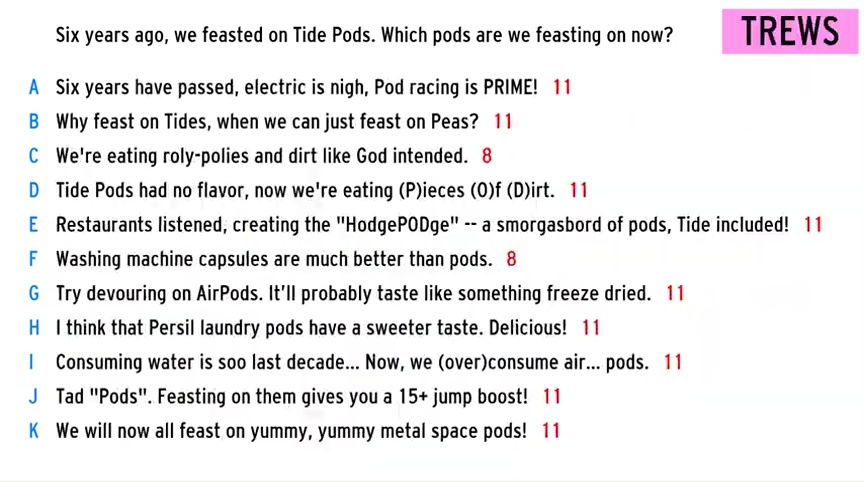 Six years ago, we feasted on Tide Pods. Which pods are we feasting on now?
TREWS
A Six years have passed, electric is nigh, Pod racing is PRIME! 11
B Why feast on Tides, when we can just feast on Peas? 11
C We're eating roly-polies and dirt like God intended. 8
D Tide Pods had no flavor, now we're eating (P)ieces (O)f (D)irt. 11
E Restaurants listened, creating the "HodgePODge" -- a smorgasbord of pods, Tide included! 11
F Washing machine capsules are much better than pods. 8
G Try devouring on AirPods. It'll probably taste like something freeze dried. 11
H I think that Persil laundry pods have a sweeter taste. Delicious! 11
I Consuming water is soo last decade... Now, we (over)consume air... pods. 11
J Tad "Pods". Feasting on them gives you a 15+ jump boost! 11
K We will now all feast on yummy, yummy metal space pods! 11